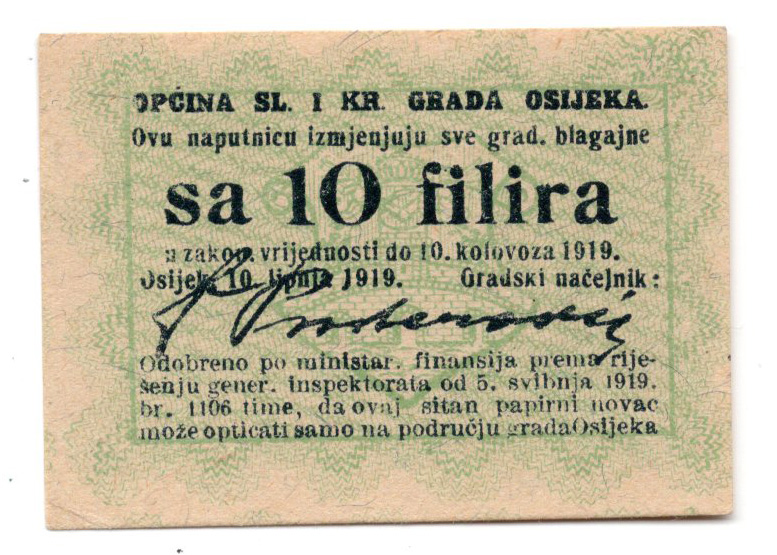 OPĆINA SL. I KR. GRADA OSIJEKA.
Ovu naputnicu izmjenjuju sve grad. blagajne
sa 10 filira
u zakon. vrijednosti do 10. kolovoza 1919.
Osijek, 10. lipnja 1919. Gradski načelnik:
Odobreno po ministar. finansija prema rije-
šenju gener. inspektorata od 5. svibnja 1919.
br. 1106 time, da ovaj sitan papirni novac
može opticati samo na području grada Osijeka